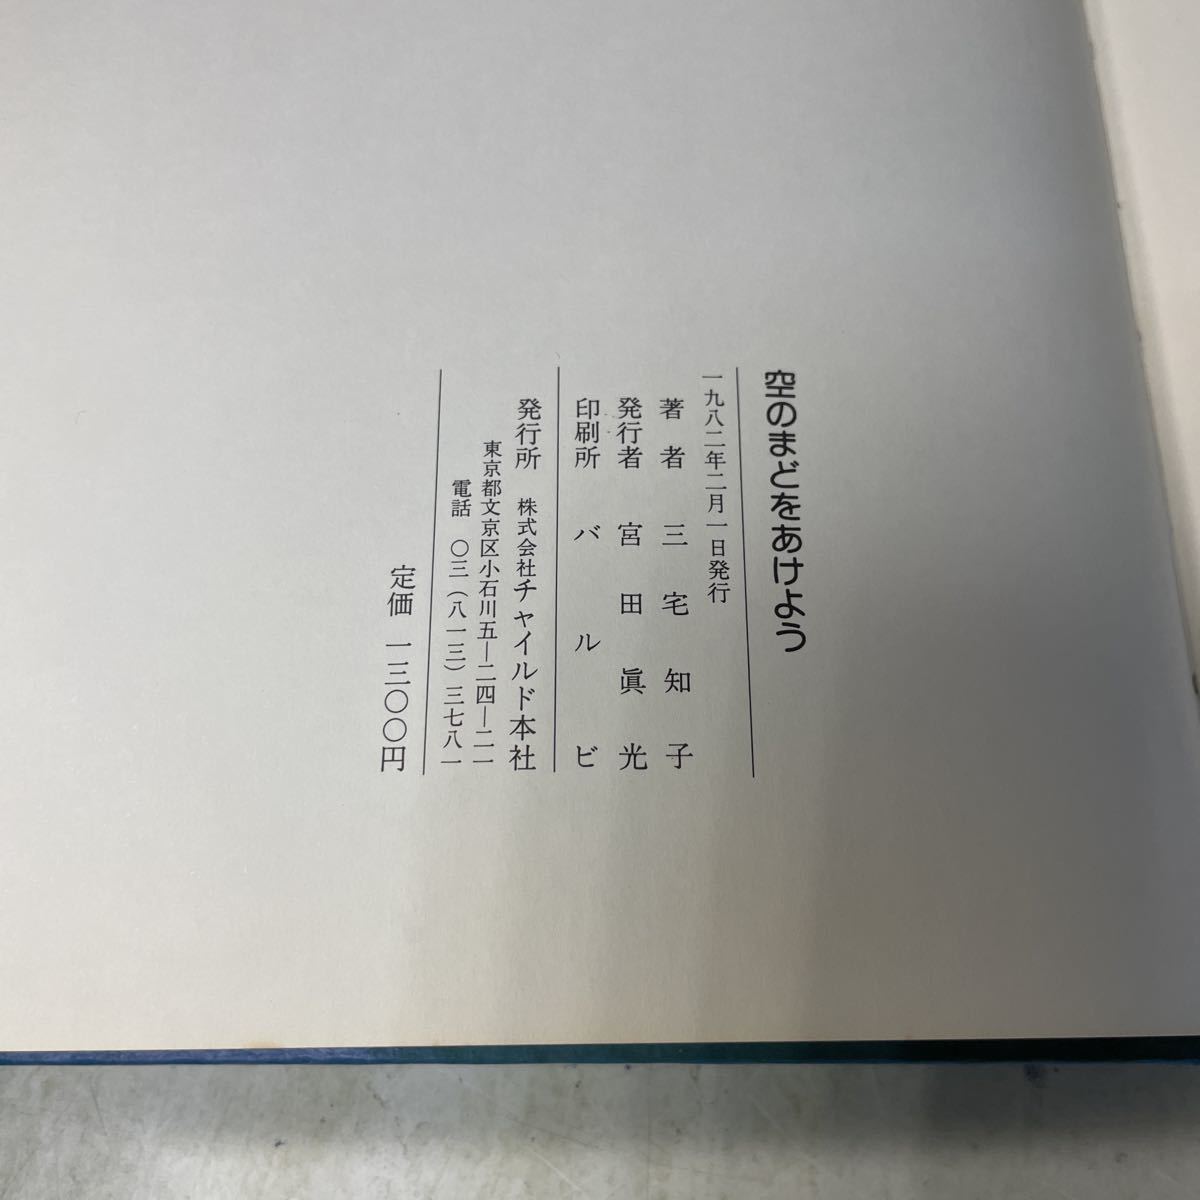 空のまどをあけよう
一九八二年二月一日発行
著者 三宅知子
発行者 宮田眞光
印刷所 バルビ
発行所 株式会社チャイルド本社
東京都文京区小石川五―二四―二一
電話 〇三(八一三)三七八一
定価 一三〇〇円